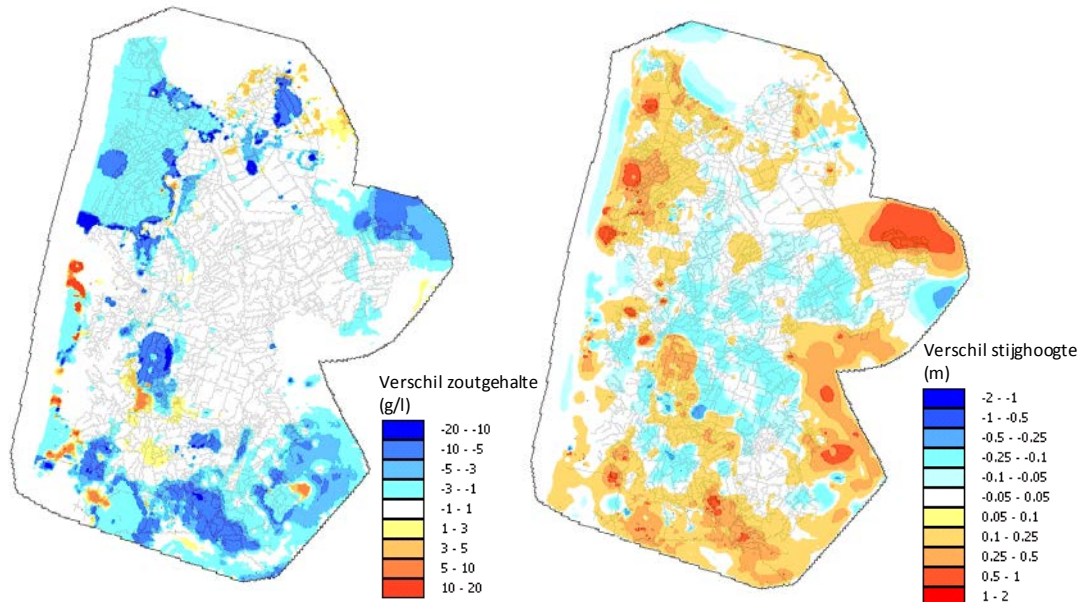 Verschil zoutgehalte
(g/l)
-20 - -10
-10 - -5
-5 - -3
-3 - -1
-1 - 1
1 - 3
3 - 5
5 - 10
10 - 20
Verschil stijghoogte
(m)
-2 - -1
-1 - -0.5
-0.5 - -0.25
-0.25 - -0.1
-0.1 - -0.05
-0.05 - 0.05
0.05 - 0.1
0.1 - 0.25
0.25 - 0.5
0.5 - 1
1 - 2